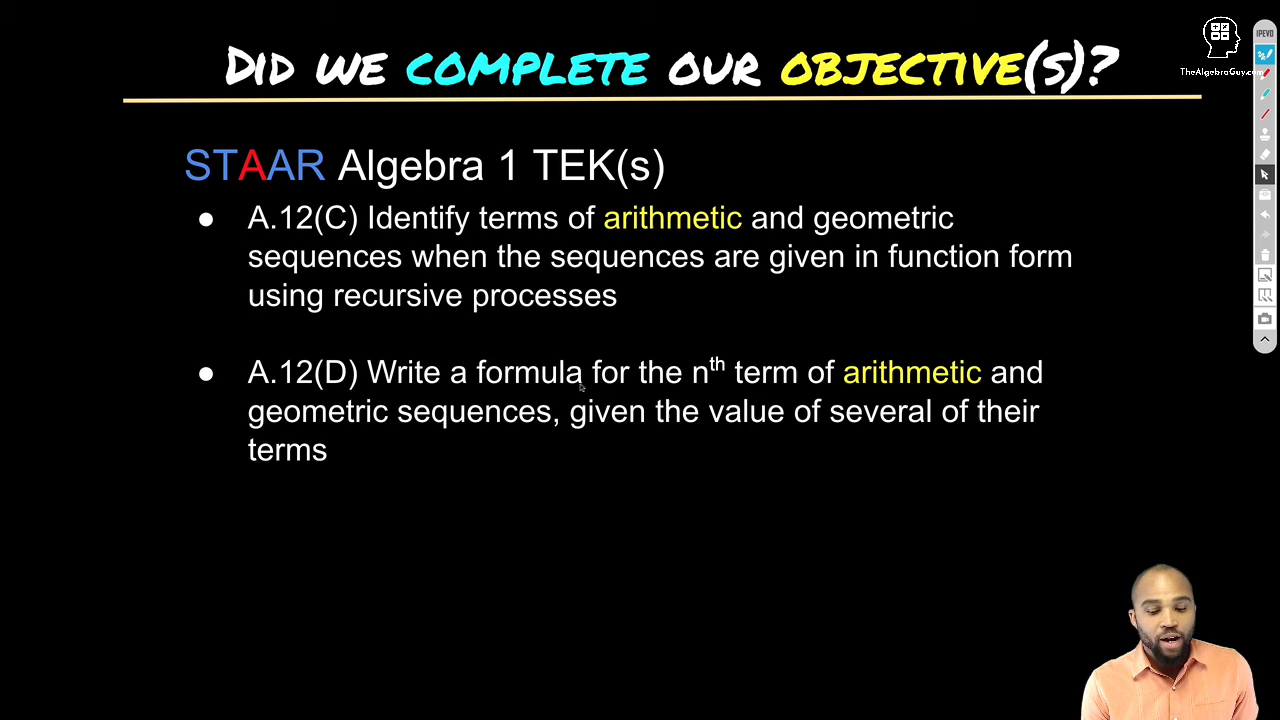 DID WE COMPLETE OUR OBJECTIVE(S)?
TheAlgebraGuy.com
IPEVO
STAAR Algebra 1 TEK(s)
● A.12(C) Identify terms of arithmetic and geometric
sequences when the sequences are given in function form
using recursive processes
● A.12(D) Write a formula for the nth term of arithmetic and
geometric sequences, given the value of several of their
terms